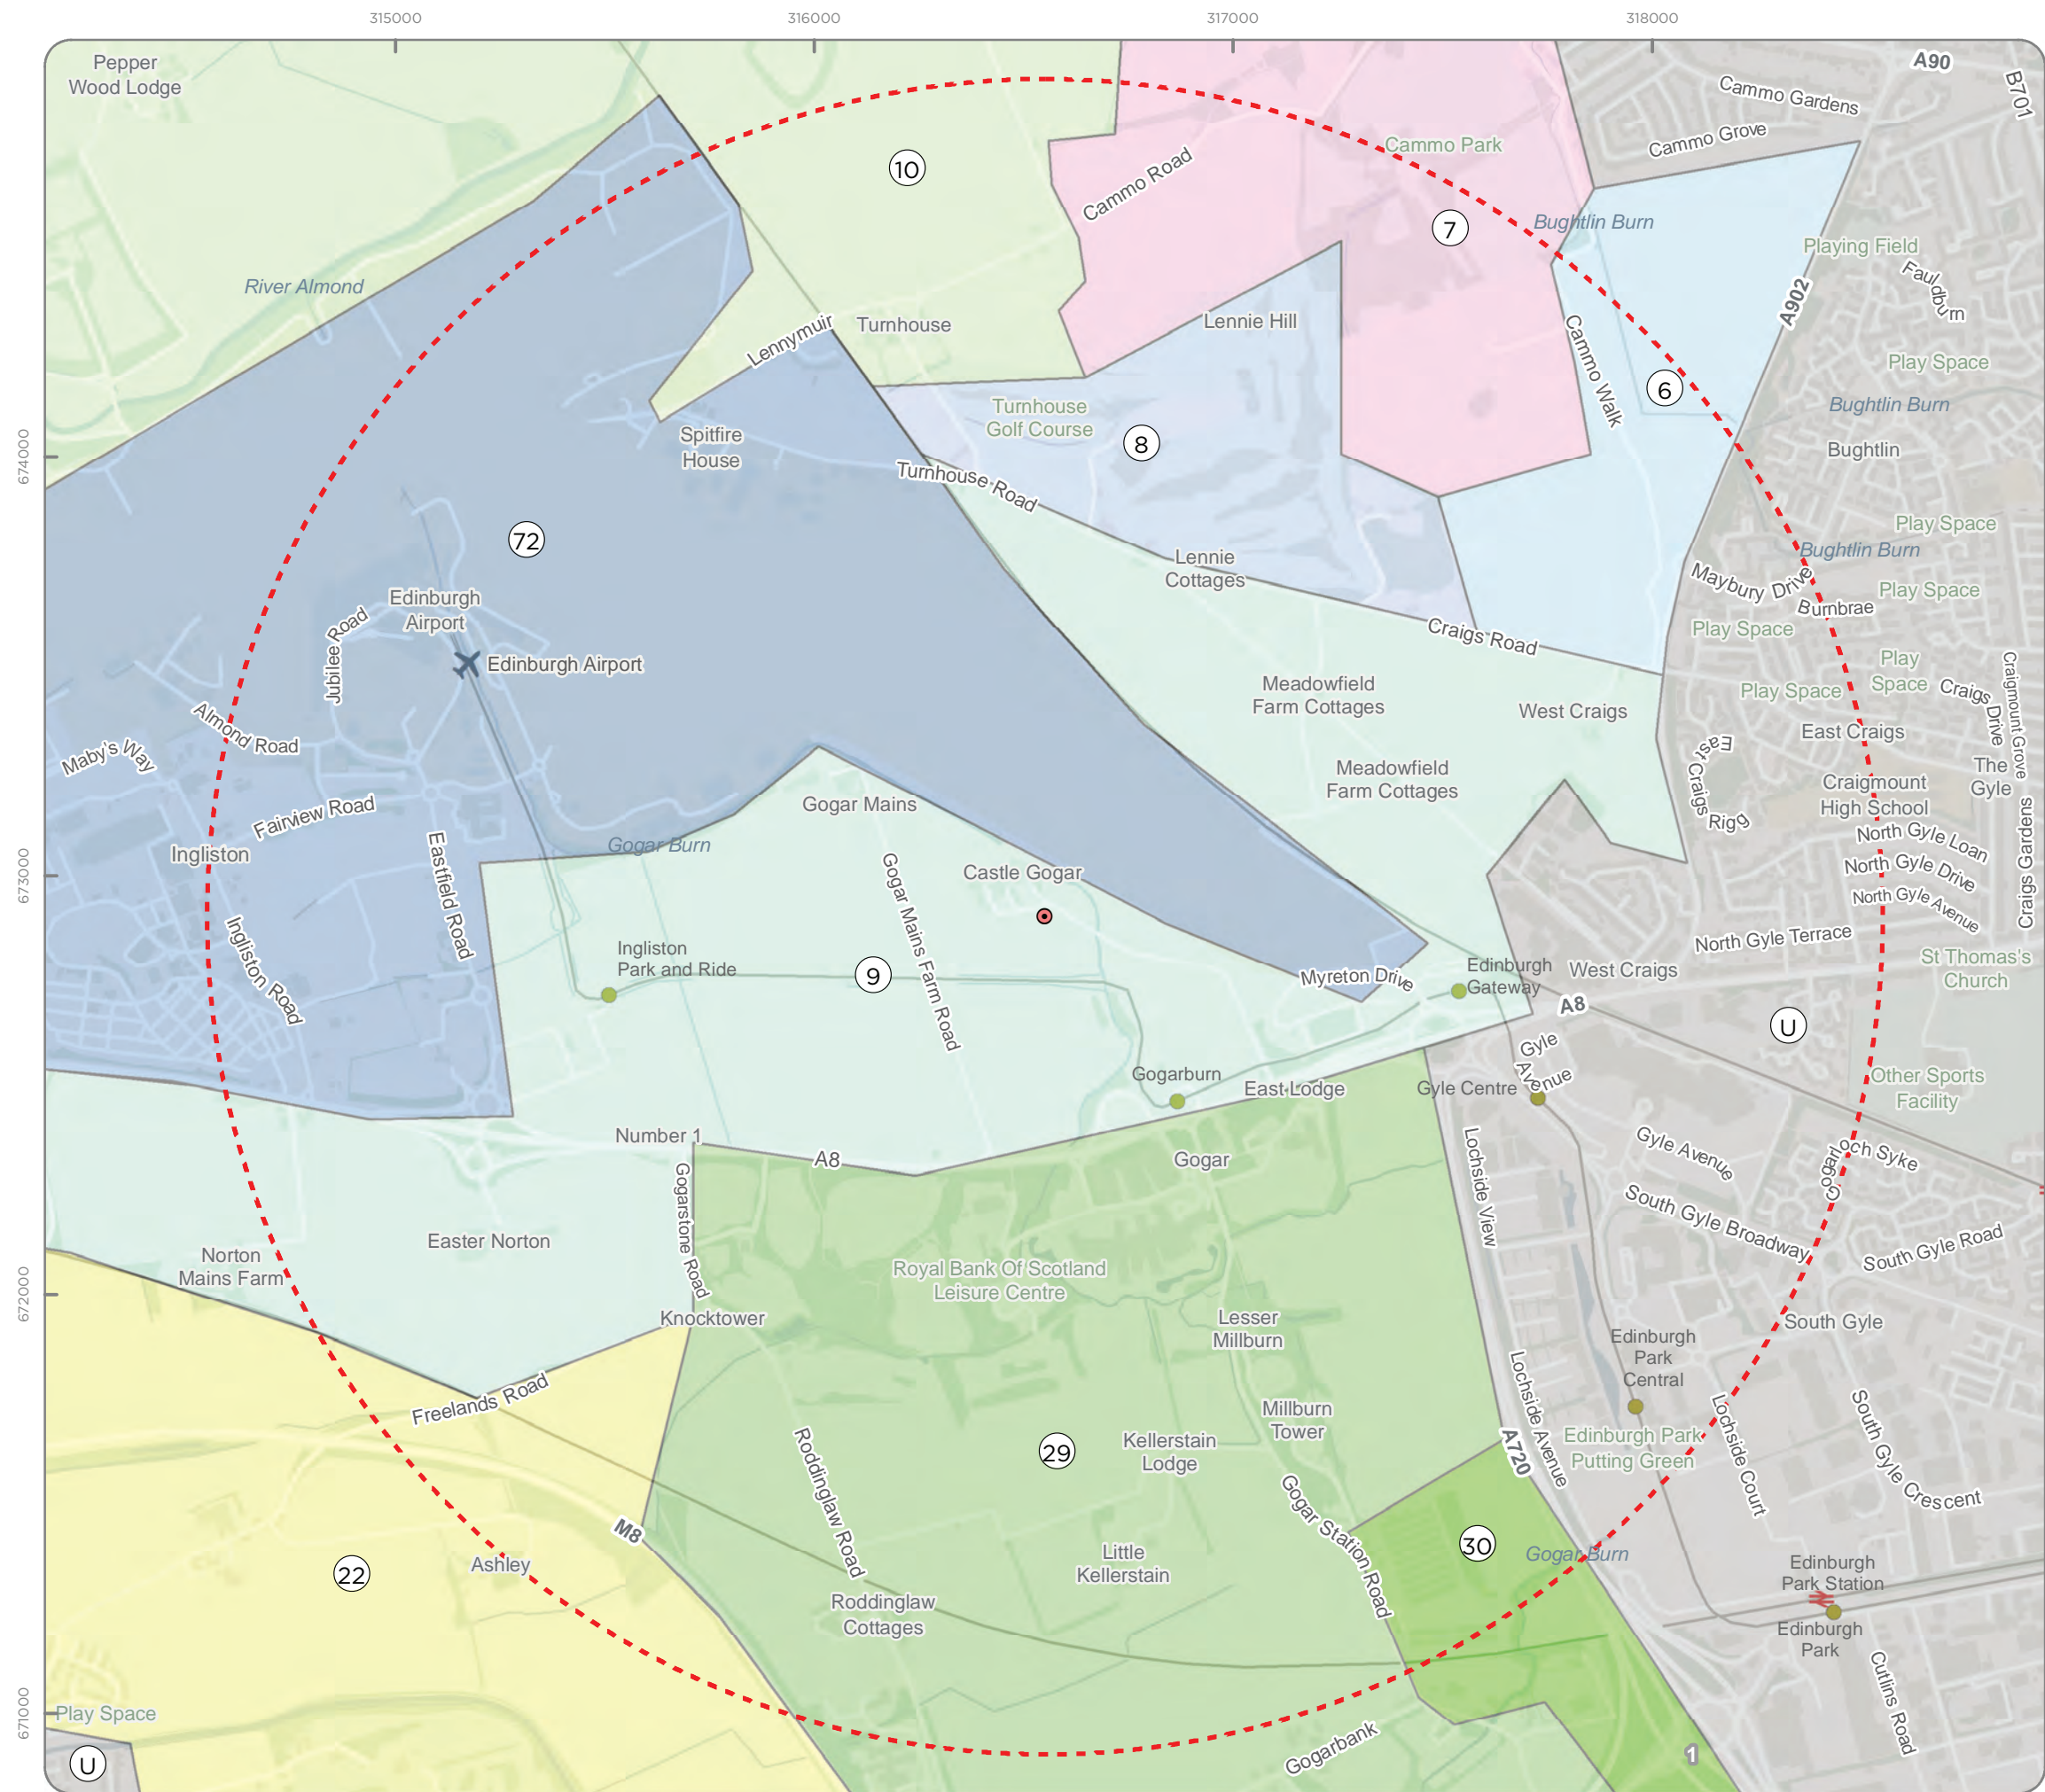 315000
316000
317000
318000
674000
673000
672000
671000
Pepper
Wood Lodge
A90
B701
Cammo Gardens
Cammo Grove
10
Cammo Road
Cammo Park
7
Bughtlin Burn
Playing Field
Fauldburn
River Almond
A902
Lennymuir
Turnhouse
Lennie Hill
Cammo Walk
Play Space
6
Bughtlin Burn
Turnhouse
Golf Course
8
Spitfire
House
Bughtlin
Turnhouse Road
Play Space
72
Bughtlin Burn
Lennie
Cottages
Maybury Drive
Play Space
Burnbrae
Edinburgh
Airport
Jubilee Road
Craigs Road
Play Space
Edinburgh Airport
Play
Space
Craigmount Grove
Meadowfield
Farm Cottages
Play Space
Craigs Drive
Almond Road
West Craigs
East Craigs
Maby's Way
East Craigs Rigg
Meadowfield
Farm Cottages
The
Gyle
Craigmount
High School
Gogar Mains
Fairview Road
North Gyle Loan
Craigs Gardens
Ingliston
Gogar Burn
Eastfield Road
Castle Gogar
North Gyle Drive
North Gyle Avenue
Gogar Mains Farm Road
Ingliston Road
Ingliston
Park and Ride
9
Myreton Drive
Edinburgh
Gateway
West Craigs
North Gyle Terrace
St Thomas's
Church
A8
U
Gyle Avenue
Gogarburn
East Lodge
Gyle Centre
Other Sports
Facility
Number 1
A8
Gogar
Lochside View
Gyle Avenue
Gogarloch Syke
Gogarstone Road
South Gyle Broadway
South Gyle Road
Easter Norton
Norton
Mains Farm
Royal Bank Of Scotland
Leisure Centre
Knocktower
Lesser
Millburn
South Gyle
Edinburgh
Park
Central
Freelands Road
Lochside Avenue
Lochside Court
South Gyle Crescent
Millburn
Tower
Kellerstain
Lodge
29
A720
Edinburgh Park
Putting Green
Roddinglaw Road
Gogar Station Road
M8
30
Gogar Burn
22
Ashley
Little
Kellerstain
Edinburgh
Park Station
Roddinglaw
Cottages
Edinburgh
Park
Cutlins Road
Play Space
Gogarbank
1
U